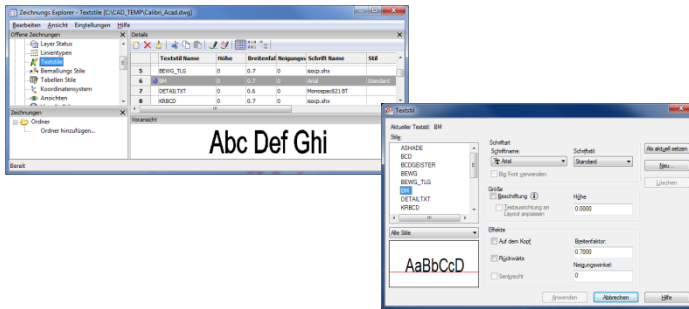 Zeichnungs Explorer - Textstile [C:\CAD_TEMP\Calibri_Acad.dwg]
Bearbeiten Ansicht Einstellungen Hilfe
Offene Zeichnungen
Layer Status
Linientypen
Textstile
Bemaßungs Stile
Tabellen Stile
Koordinatensystem
Ansichten
Zeichnungen
Ordner
Ordner hinzufügen...
Bereit
Details
Textstil Name Höhe Breitenfal Neigungs Schrift Name Stil
5 BEWG_TLG 0 0.7 0 isocp.shx
6 BM 0 0.7 0 Arial Standard
7 DETAILTXT 0 0.6 0 Monospac821BT
8 KRBCD 0 0.7 0 isocp.shx
Voransicht
Abc Def Ghi
Textstil
Aktueller Textstil: BM
Stile:
ASHADE
BCD
BCDGEISTER
BEWG
BEWG_TLG
BM
DETAILTXT
KRBCD
Alle Stile
AaBbCcD
Schriftart
Schriftname:
Arial
Schriftstil:
Standard
Big Font verwenden
Größe
Beschriftung
Textausrichtung an
Layout anpassen
Höhe
0.0000
Effekte
Auf dem Kopf
Rückwärts
Senkrecht
Breitenfaktor:
0.7000
Neigungswinkel:
0
Als aktuell setzen
Neu...
Löschen
Anwenden Abbrechen Hilfe